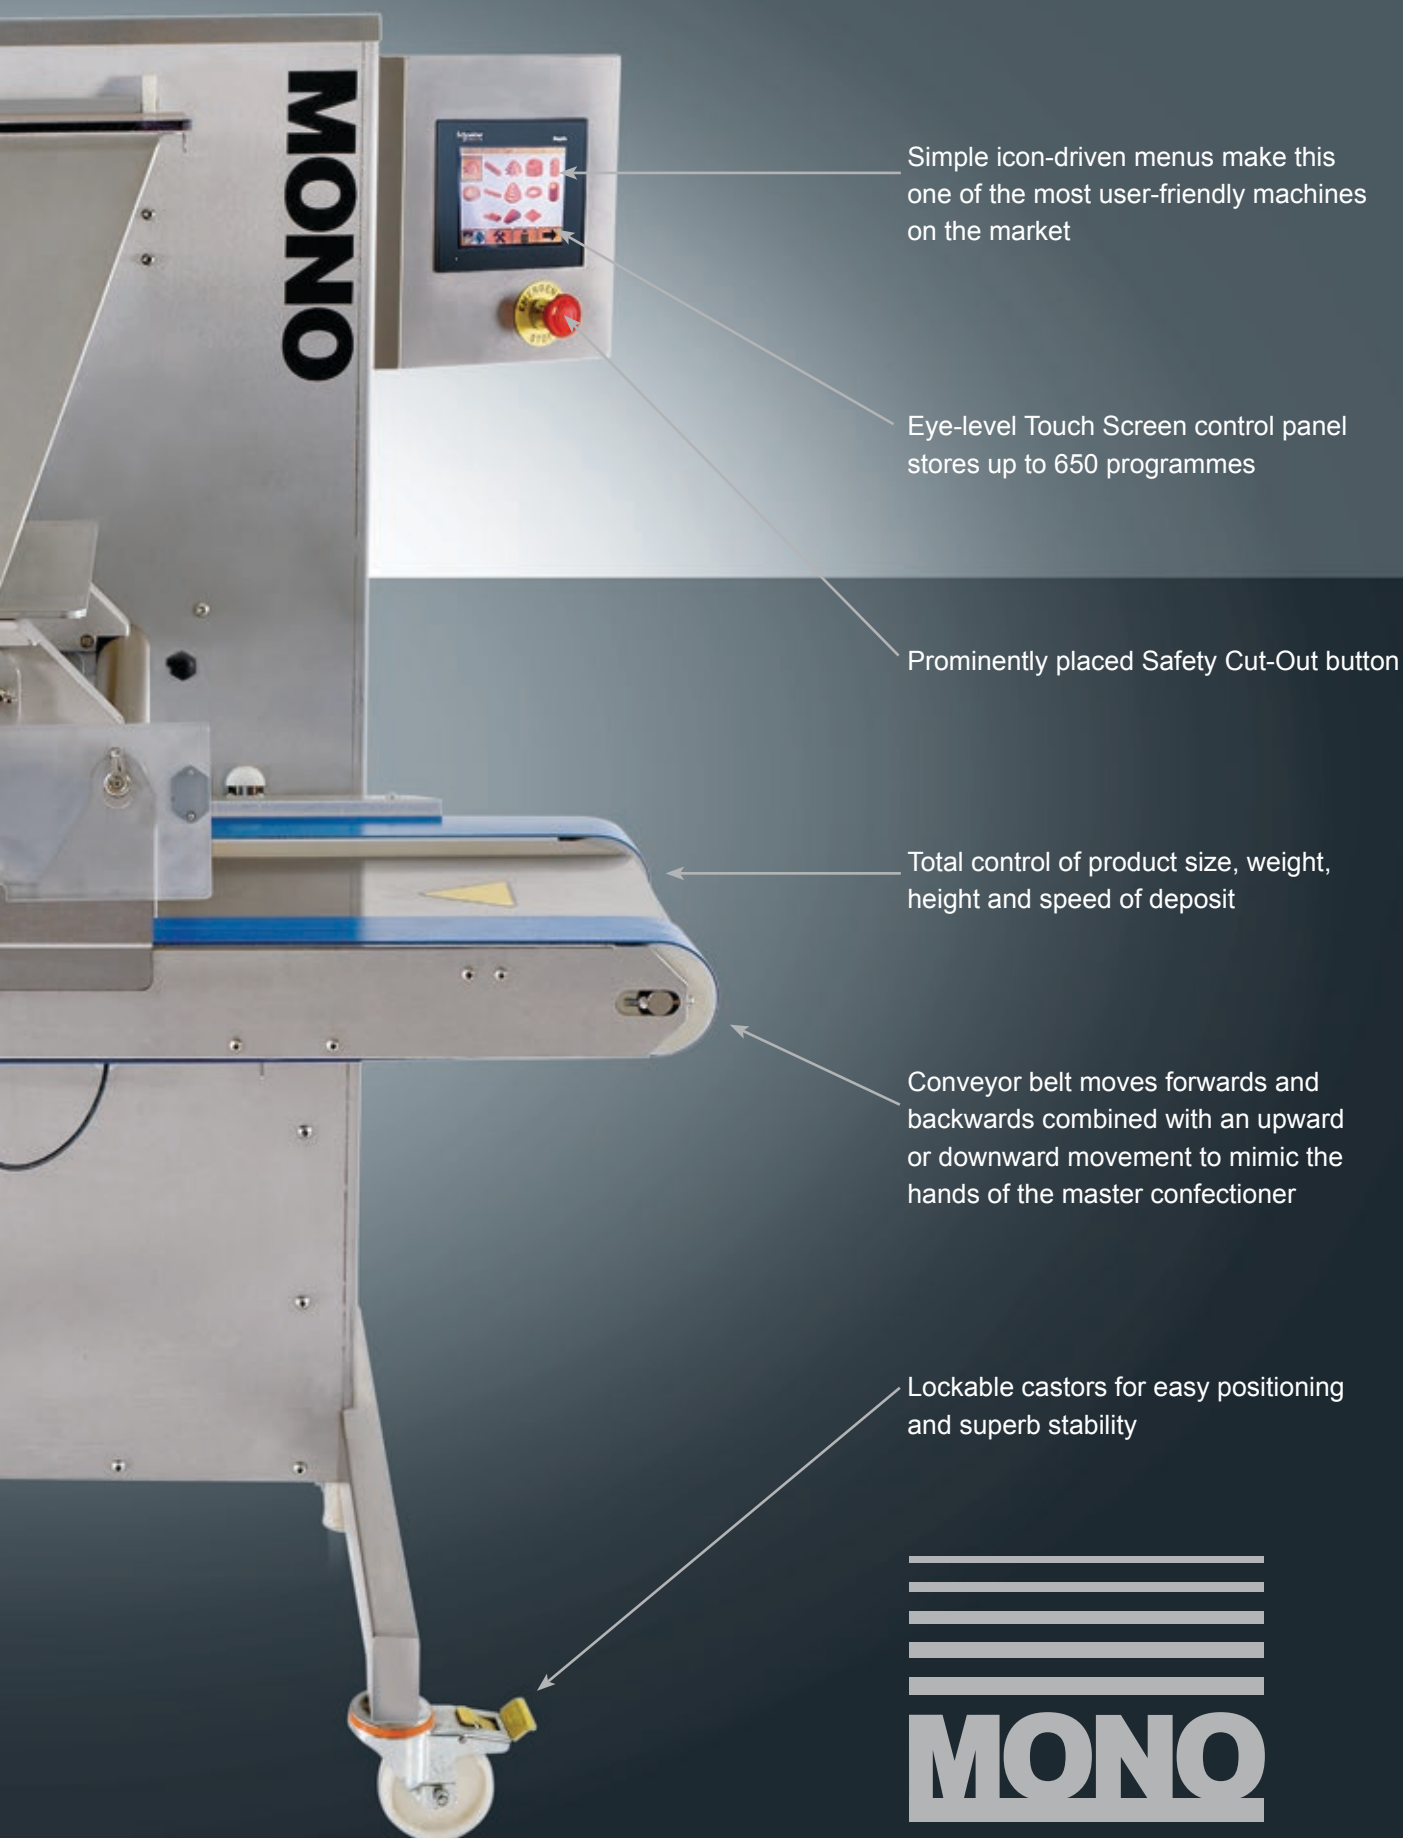 MONO
Schneider
EMERGENCY
STOP
Simple icon-driven menus make this
one of the most user-friendly machines
on the market
Eye-level Touch Screen control panel
stores up to 650 programmes
Prominently placed Safety Cut-Out button
Total control of product size, weight,
height and speed of deposit
Conveyor belt moves forwards and
backwards combined with an upward
or downward movement to mimic the
hands of the master confectioner
Lockable castors for easy positioning
and superb stability
MONO